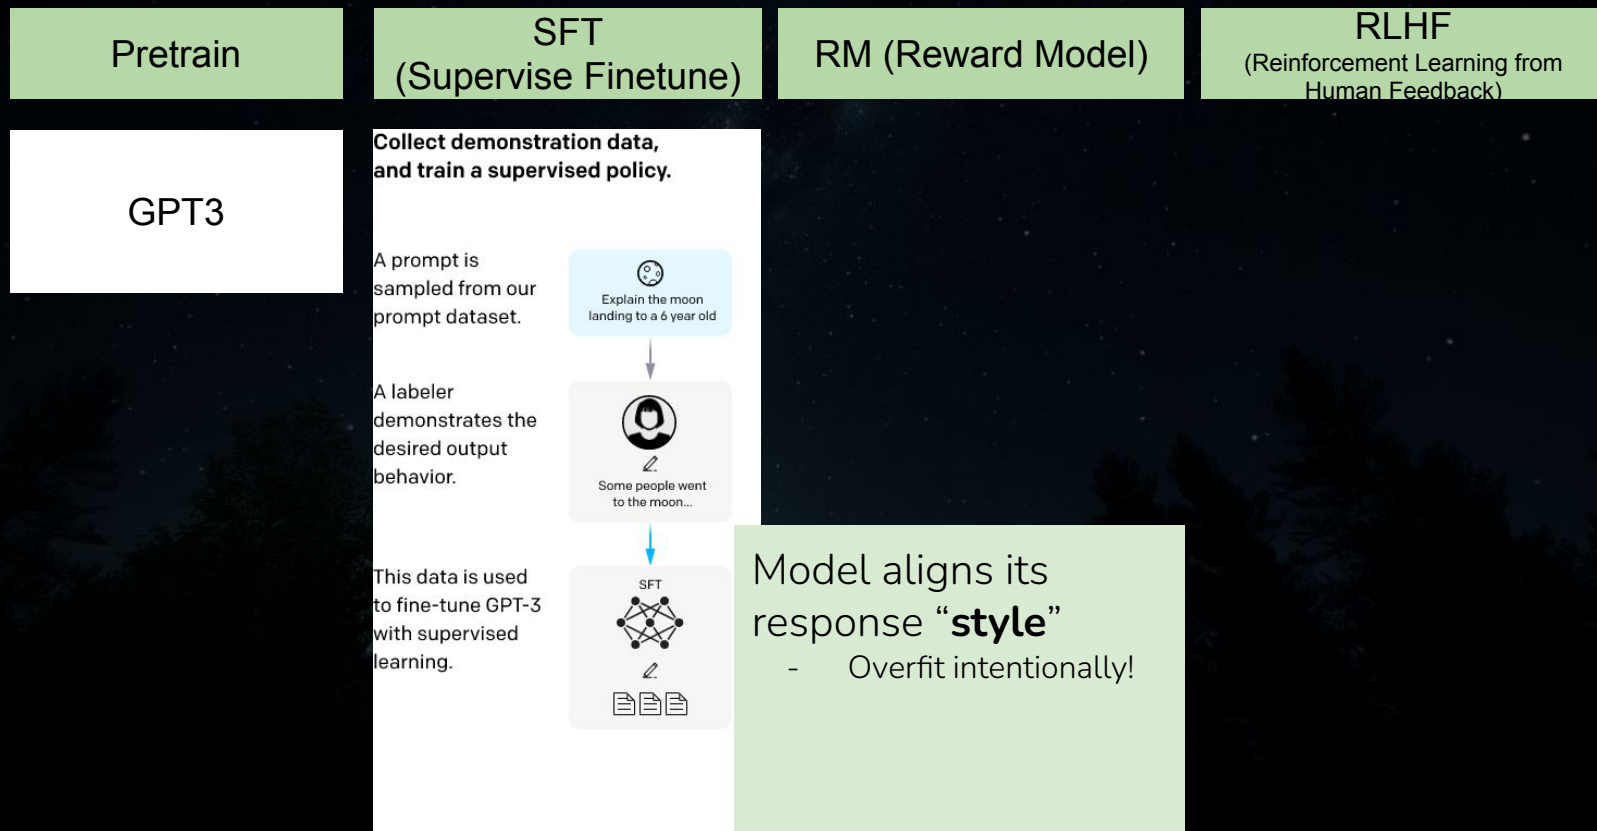 Pretrain
SFT
(Supervise Finetune)
RM (Reward Model)
RLHF
(Reinforcement Learning from
Human Feedback)
GPT3
Collect demonstration data,
and train a supervised policy.
A prompt is
sampled from our
prompt dataset.
Explain the moon
landing to a 6 year old
A labeler
demonstrates the
desired output
behavior.
Some people went
to the moon...
This data is used
to fine-tune GPT-3
with supervised
learning.
SFT
Model aligns its
response “style”
- Overfit intentionally!